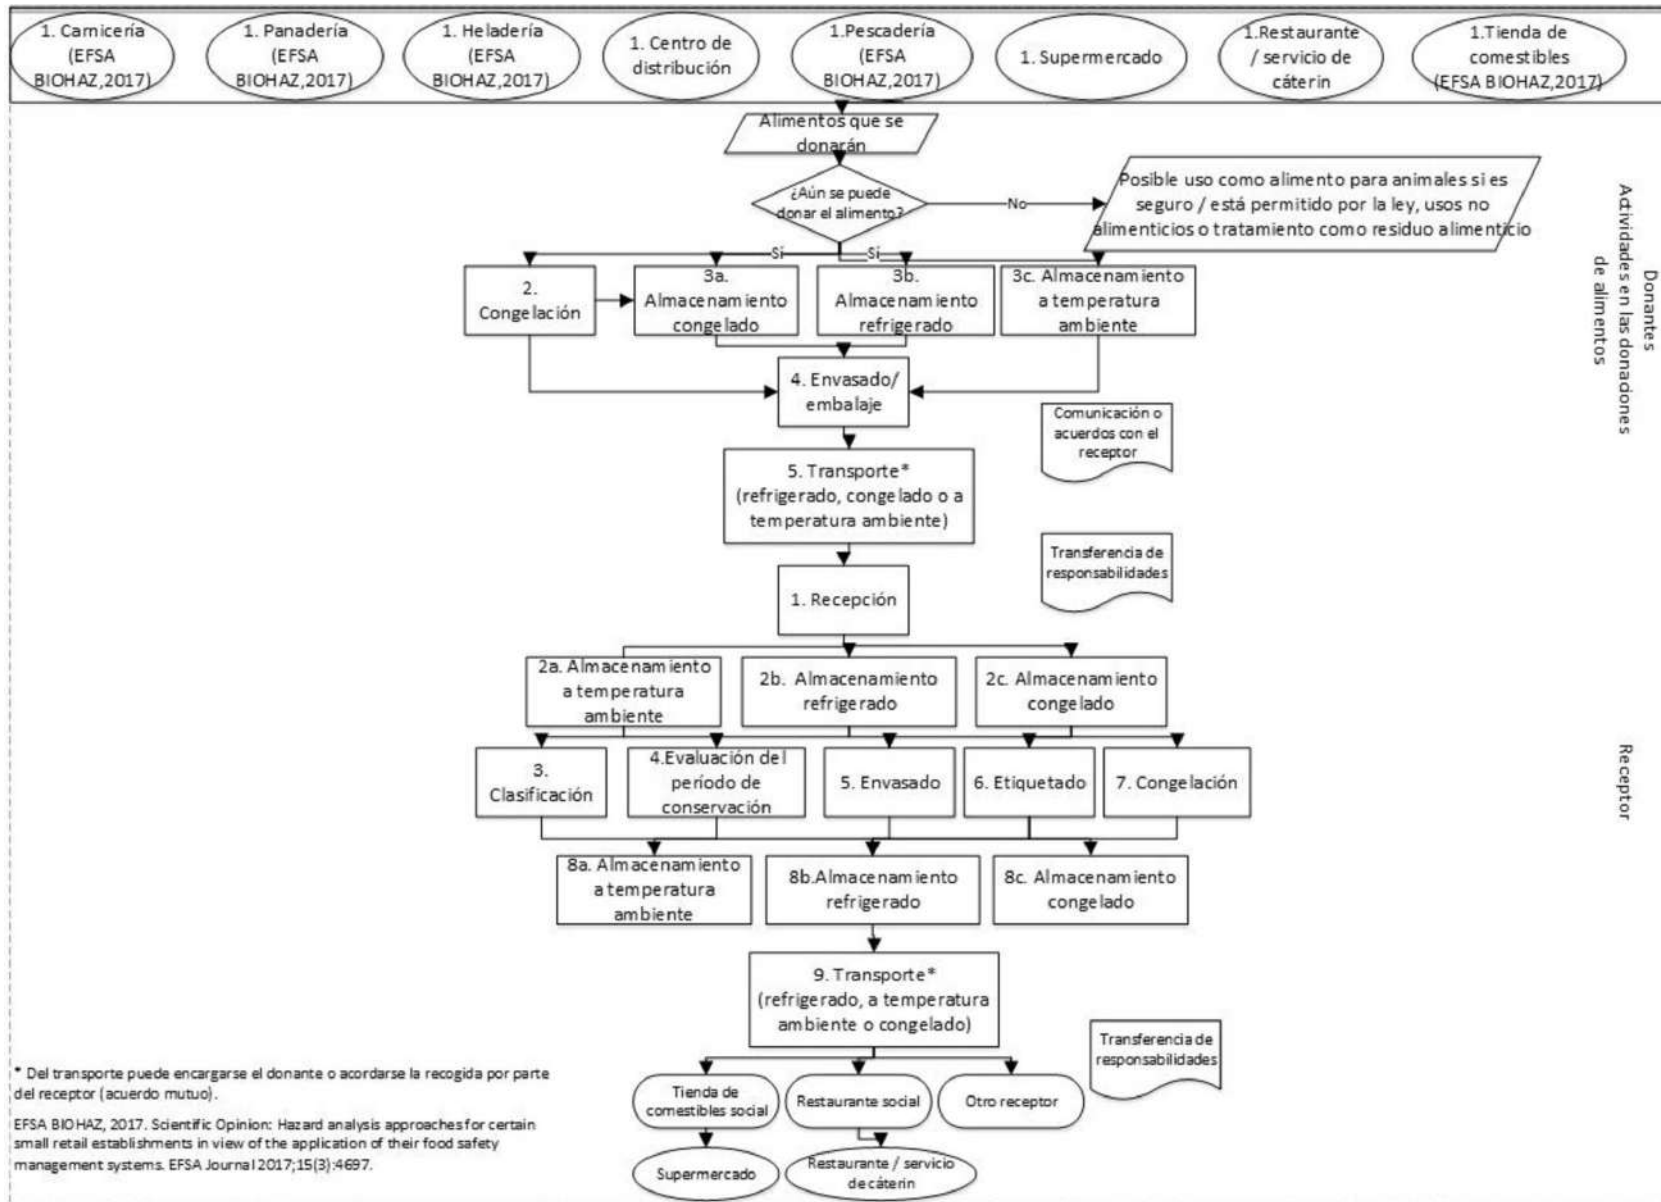 1. Carnicería
(EFSA
BIOHAZ,2017)
1. Panadería
(EFSA
BIOHAZ,2017)
1. Heladería
(EFSA
BIOHAZ,2017)
1. Centro de
distribución
1.Pescadería
(EFSA
BIOHAZ,2017)
1. Supermercado
1.Restaurante
/ servicio de
cáterin
1.Tienda de
comestibles
(EFSA BIOHAZ,2017)
Alimentos que se
donarán
¿Aún se puede
donar el alimento?
No
Posible uso como alimento para animales si es
seguro / está permitido por la ley, usos no
alimenticios o tratamiento como residuo alimenticio
Sí
Sí
2.
Congelación
3a.
Almacenamiento
congelado
3b.
Almacenamiento
refrigerado
3c. Almacenamiento
a temperatura
ambiente
Donantes
Actividades en las donaciones
de alimentos
4. Envasado/
embalaje
Comunicación o
acuerdos con el
receptor
5. Transporte*
(refrigerado, congelado o a
temperatura ambiente)
Transferencia de
responsabilidades
1. Recepción
2a. Almacenamiento
a temperatura
ambiente
2b. Almacenamiento
refrigerado
2c. Almacenamiento
congelado
Receptor
3.
Clasificación
4.Evaluación del
período de
conservación
5. Envasado
6. Etiquetado
7. Congelación
8a. Almacenamiento
a temperatura
ambiente
8b.Almacenamiento
refrigerado
8c. Almacenamiento
congelado
9. Transporte*
(refrigerado, a temperatura
ambiente o congelado)
Transferencia de
responsabilidades
Tienda de
comestibles social
Restaurante social
Otro receptor
Supermercado
Restaurante / servicio
de cáterin
* Del transporte puede encargarse el donante o acordarse la recogida por parte
del receptor (acuerdo mutuo).
EFSA BIOHAZ, 2017. Scientific Opinion: Hazard analysis approaches for certain
small retail establishments in view of the application of their food safety
management systems. EFSA Journal 2017;15(3):4697.